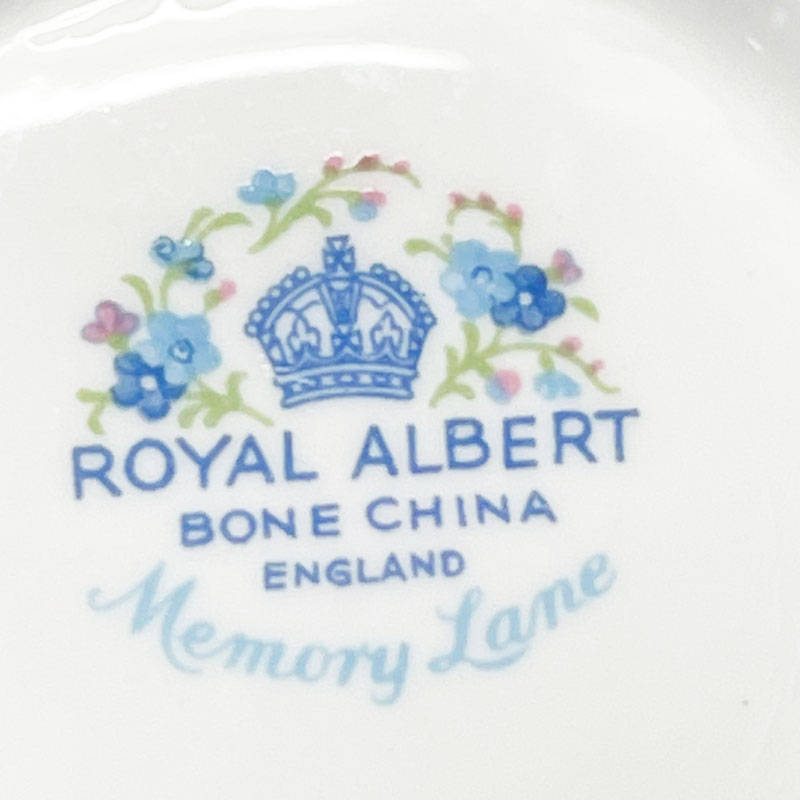 ROYAL ALBERT
BONE CHINA
ENGLAND
Memory Lane